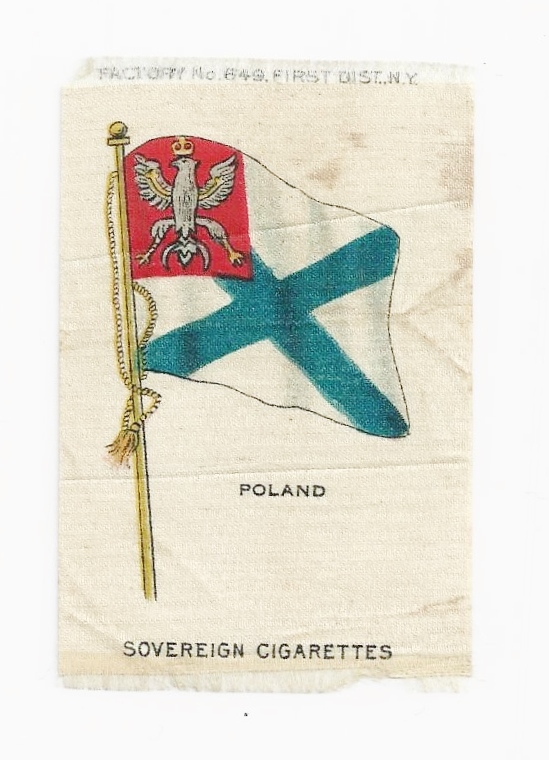 FACTORY No. 649, FIRST DIST. N.Y.
POLAND
SOVEREIGN CIGARETTES